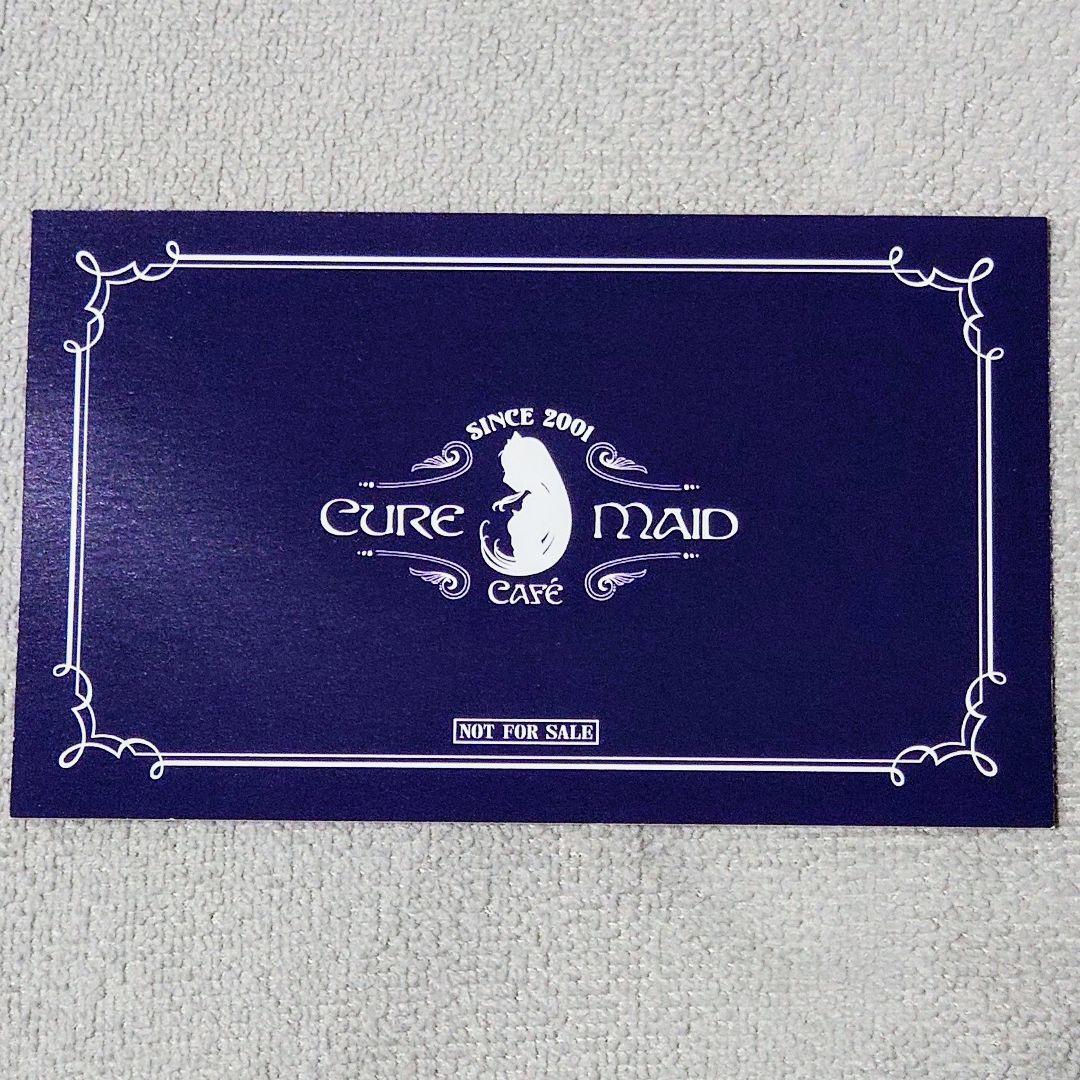 SINCE 2001
CURE MAID
CAFÉ
NOT FOR SALE